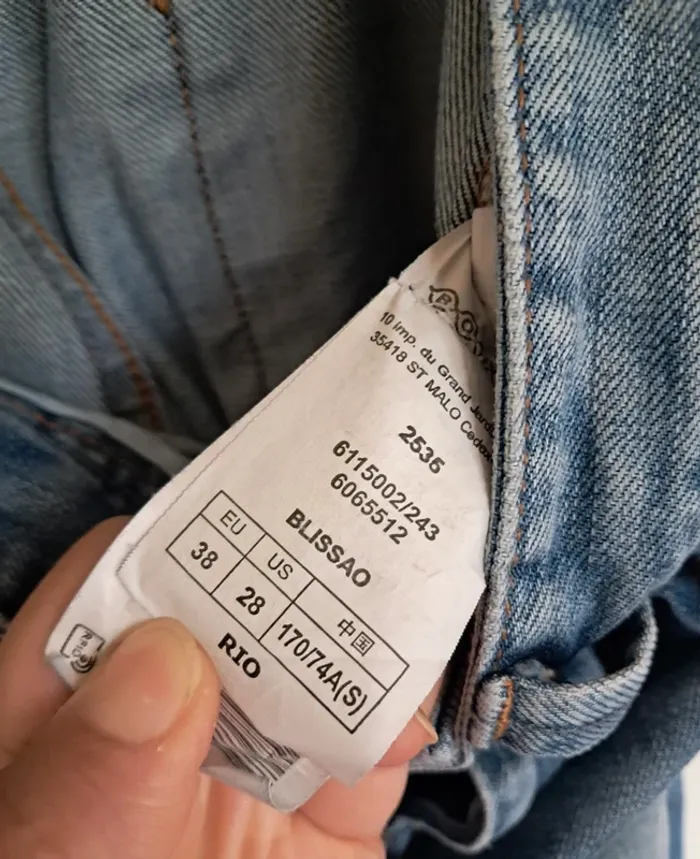 10 imp. du Grand
35418 ST MALO Cedex
2535
6115002/243
6065512
BLISSAO
EU US 中国
38 28 170/74A(S)
RIO